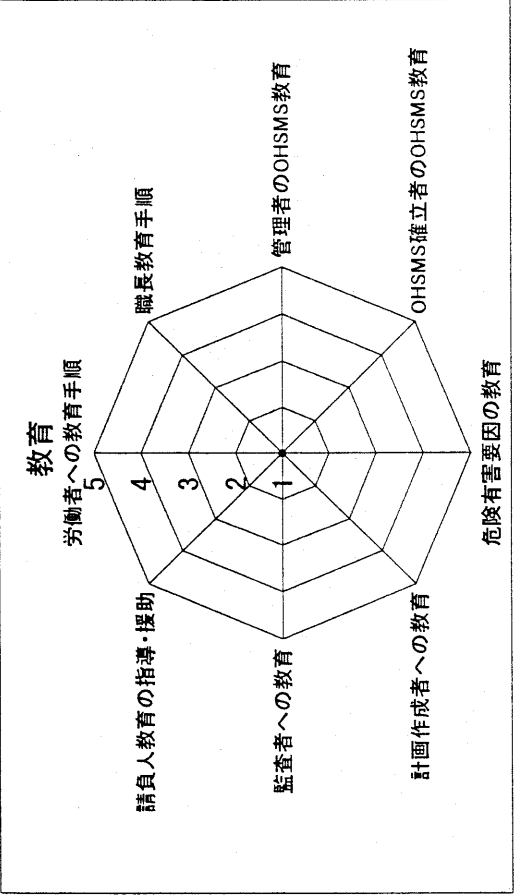 教育
労働者への教育手順
5
4
3
2
1
職長教育手順
管理者のOHSMS教育
OHSMS確立者のOHSMS教育
危険有害要因の教育
計画作成者への教育
監査者への教育
請負人教育の指導・援助